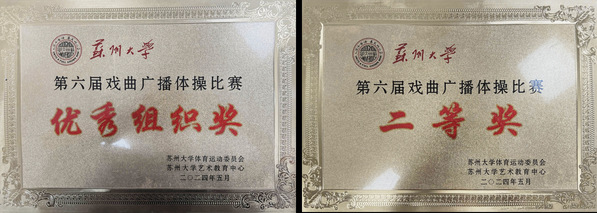 苏州大学
第六届戏曲广播体操比赛
优秀组织奖
苏州大学体育运动委员会
苏州大学艺术教育中心
二〇二四年五月
苏州大学
第六届戏曲广播体操比赛
二等奖
苏州大学体育运动委员会
苏州大学艺术教育中心
二〇二四年五月